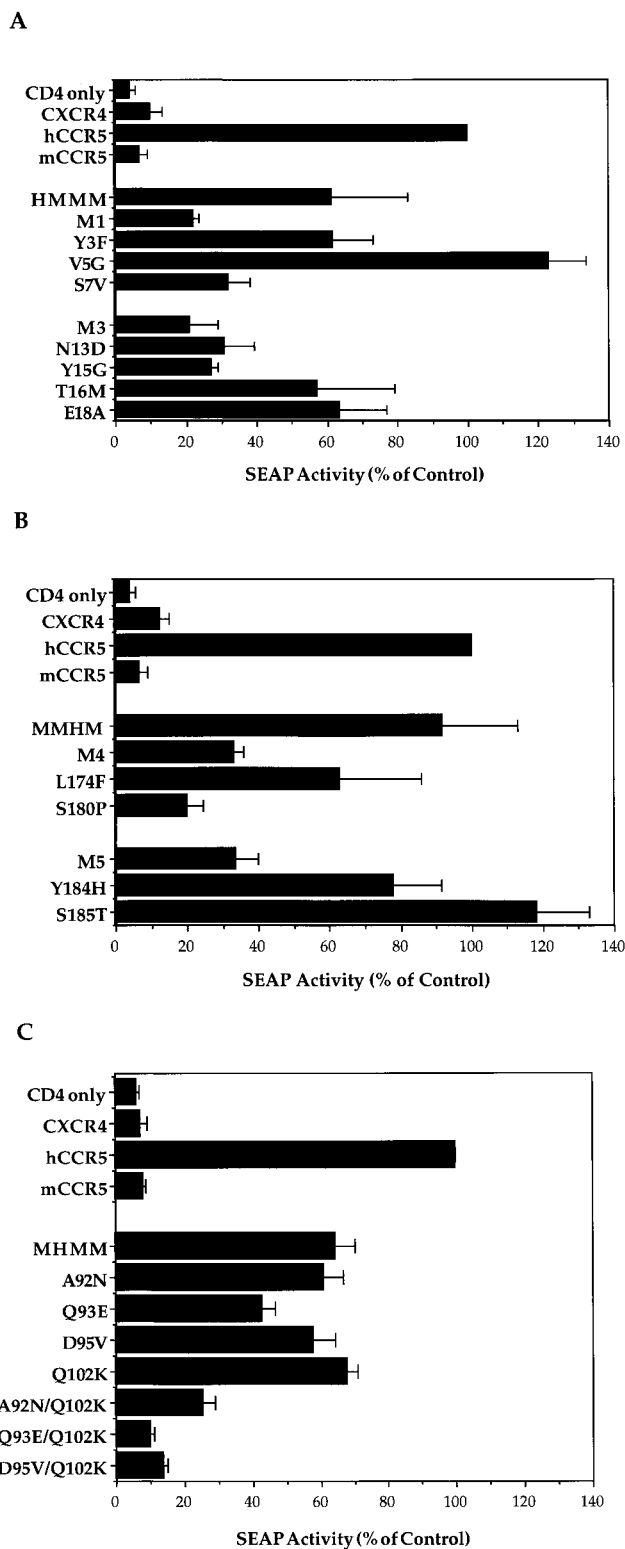 A
CD4 only
CXCR4
hCCR5
mCCR5
HMMM
M1
Y3F
V5G
S7V
M3
N13D
Y15G
T16M
E18A
0 20 40 60 80 100 120 140
SEAP Activity (% of Control)
B
CD4 only
CXCR4
hCCR5
mCCR5
MMHM
M4
L174F
S180P
M5
Y184H
S185T
0 20 40 60 80 100 120 140
SEAP Activity (% of Control)
C
CD4 only
CXCR4
hCCR5
mCCR5
MHMM
A92N
Q93E
D95V
Q102K
A92N/Q102K
Q93E/Q102K
D95V/Q102K
0 20 40 60 80 100 120 140
SEAP Activity (% of Control)